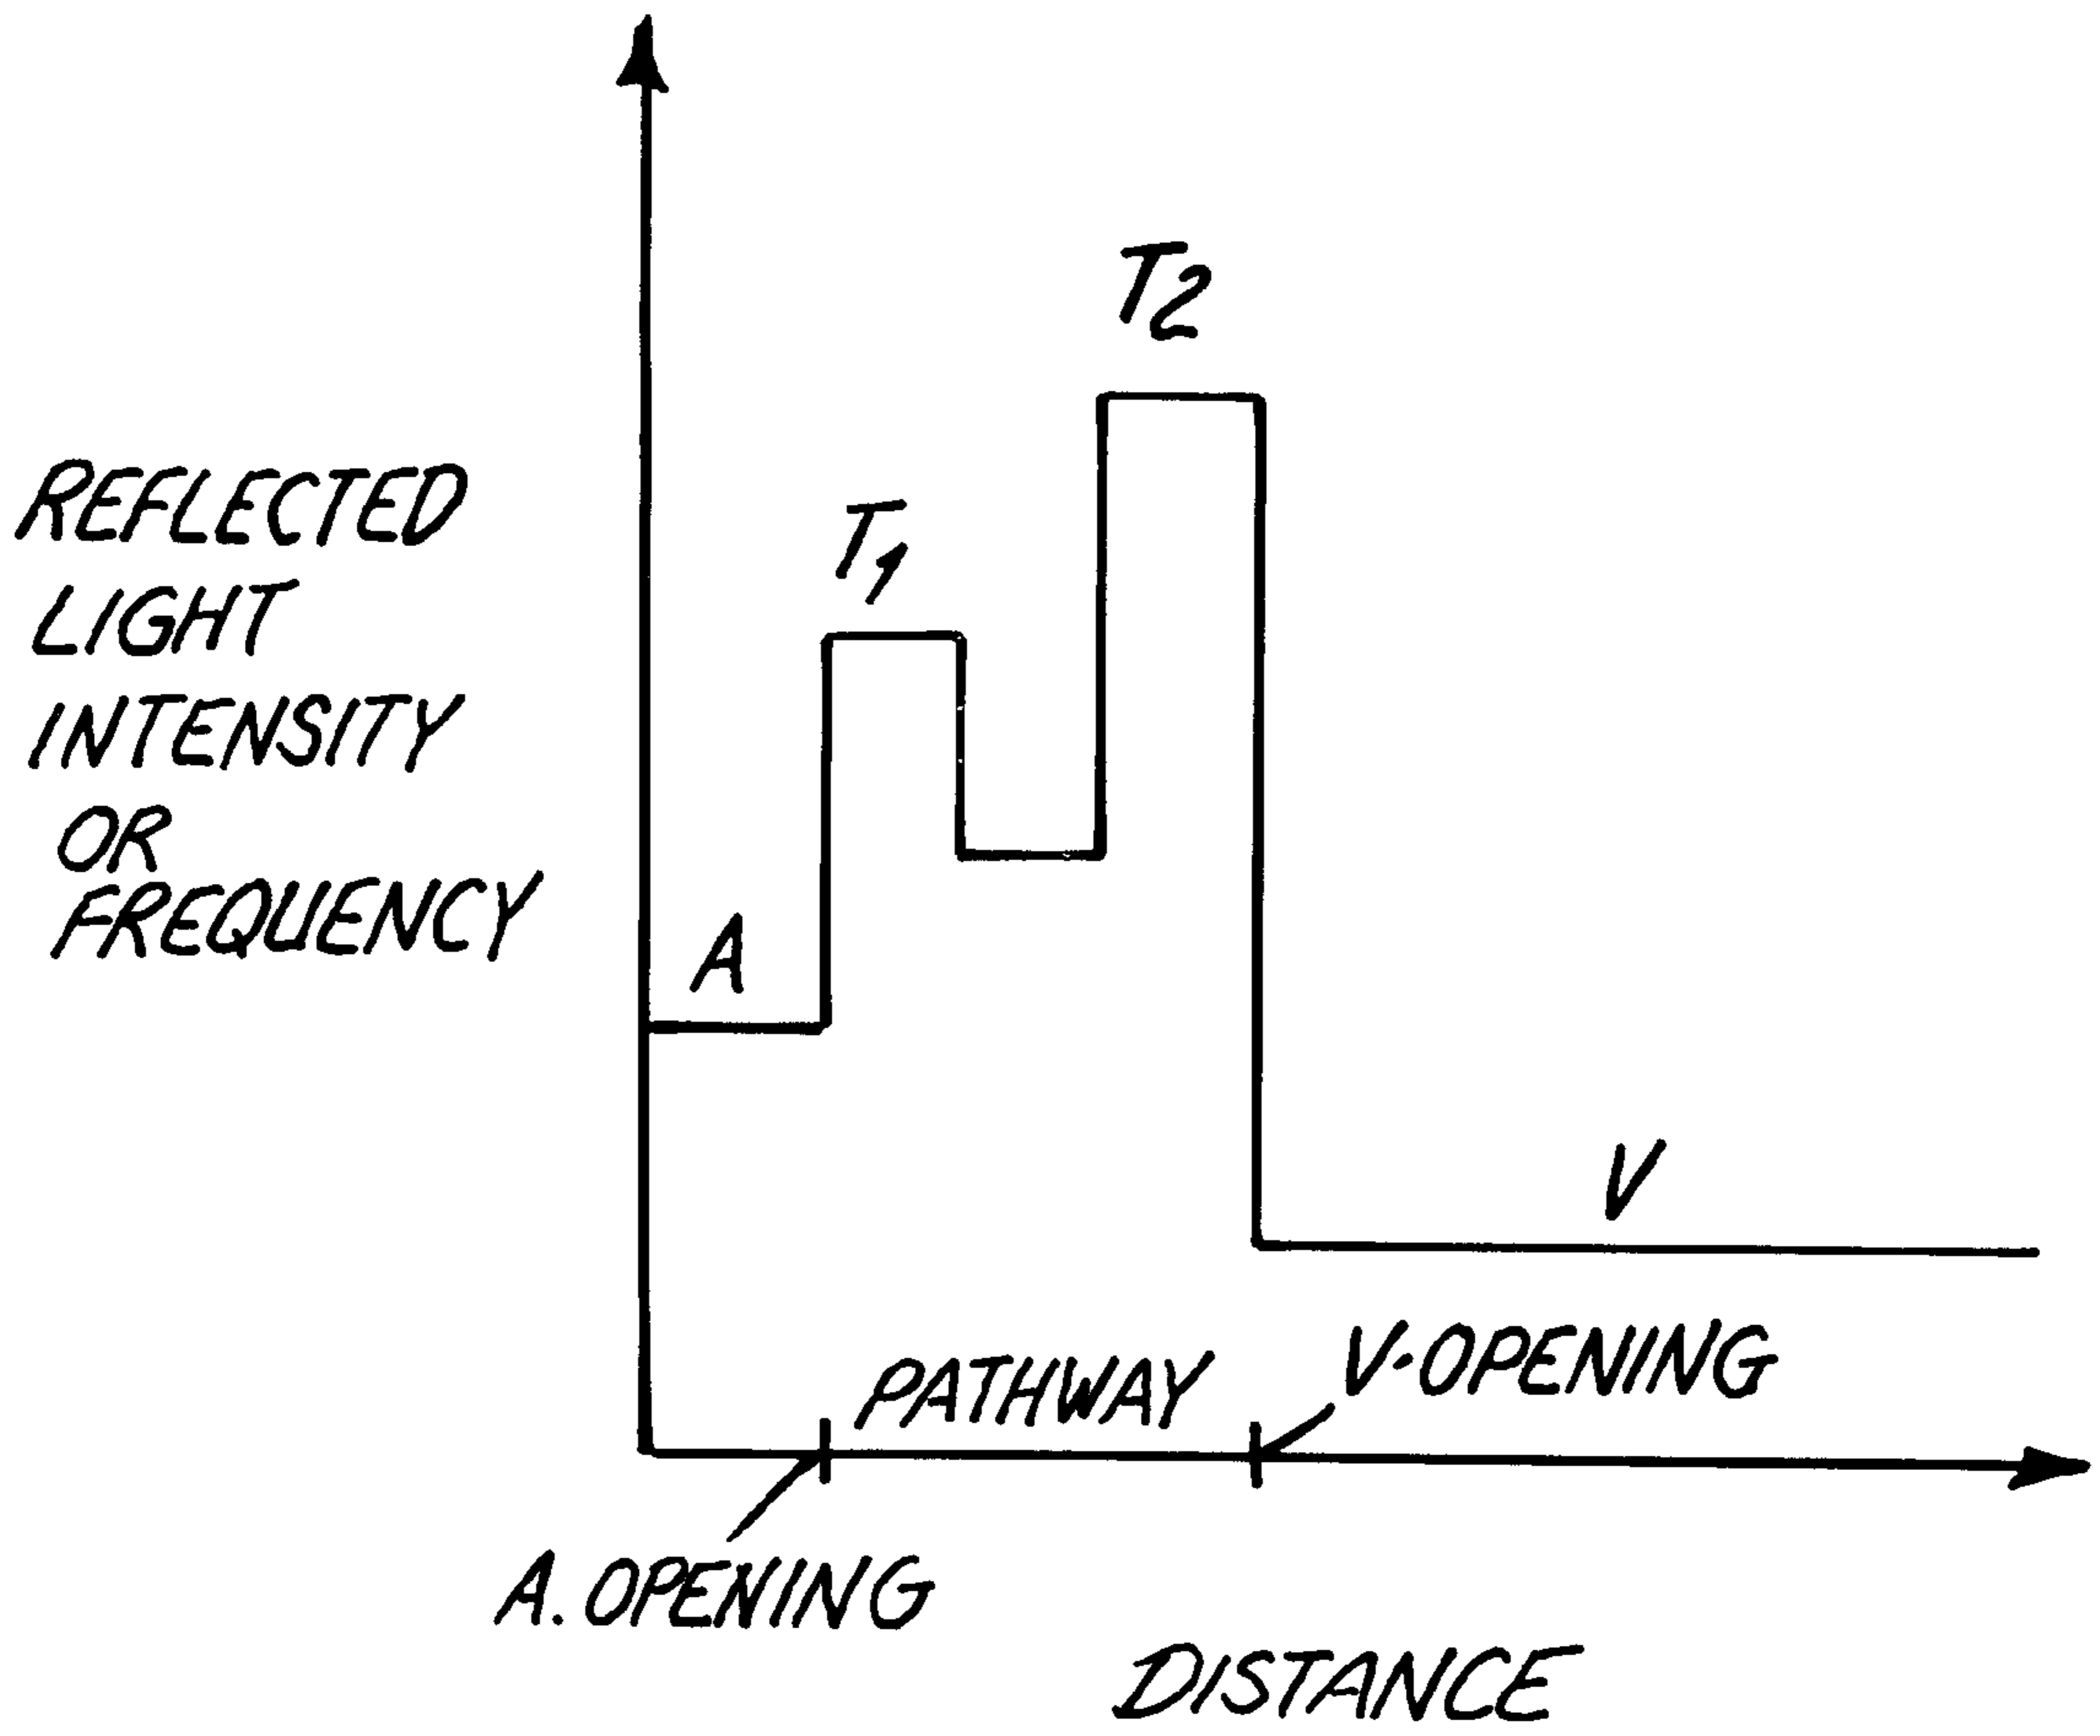 T2
REFLECTED
LIGHT
INTENSITY
OR
FREQUENCY
T1
A
V
PATHWAY
V-OPENING
A. OPENING
DISTANCE